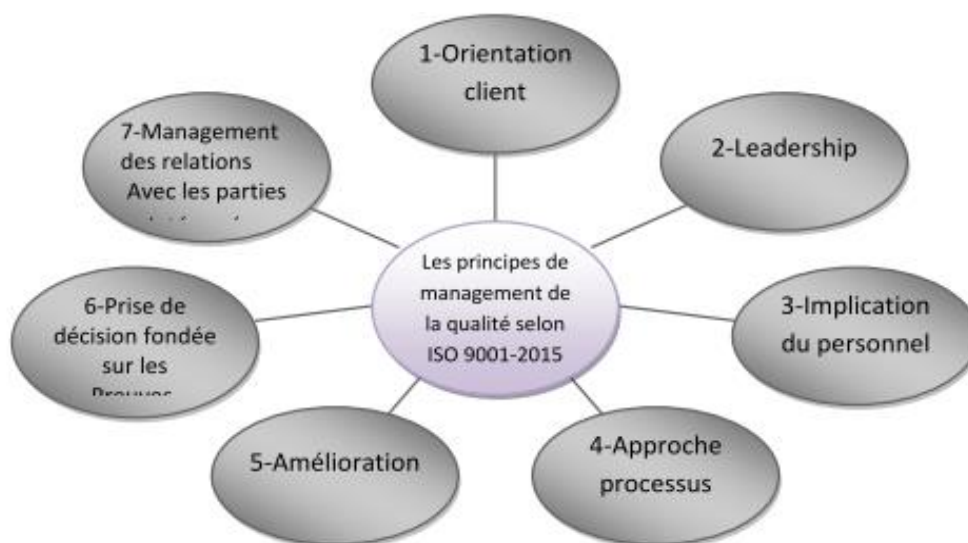 1-Orientation
client
2-Leadership
3-Implication
du personnel
4-Approche
processus
5-Amélioration
6-Prise de
décision fondée
sur les
7-Management
des relations
Avec les parties
Les principes de
management de
la qualité selon
ISO 9001-2015